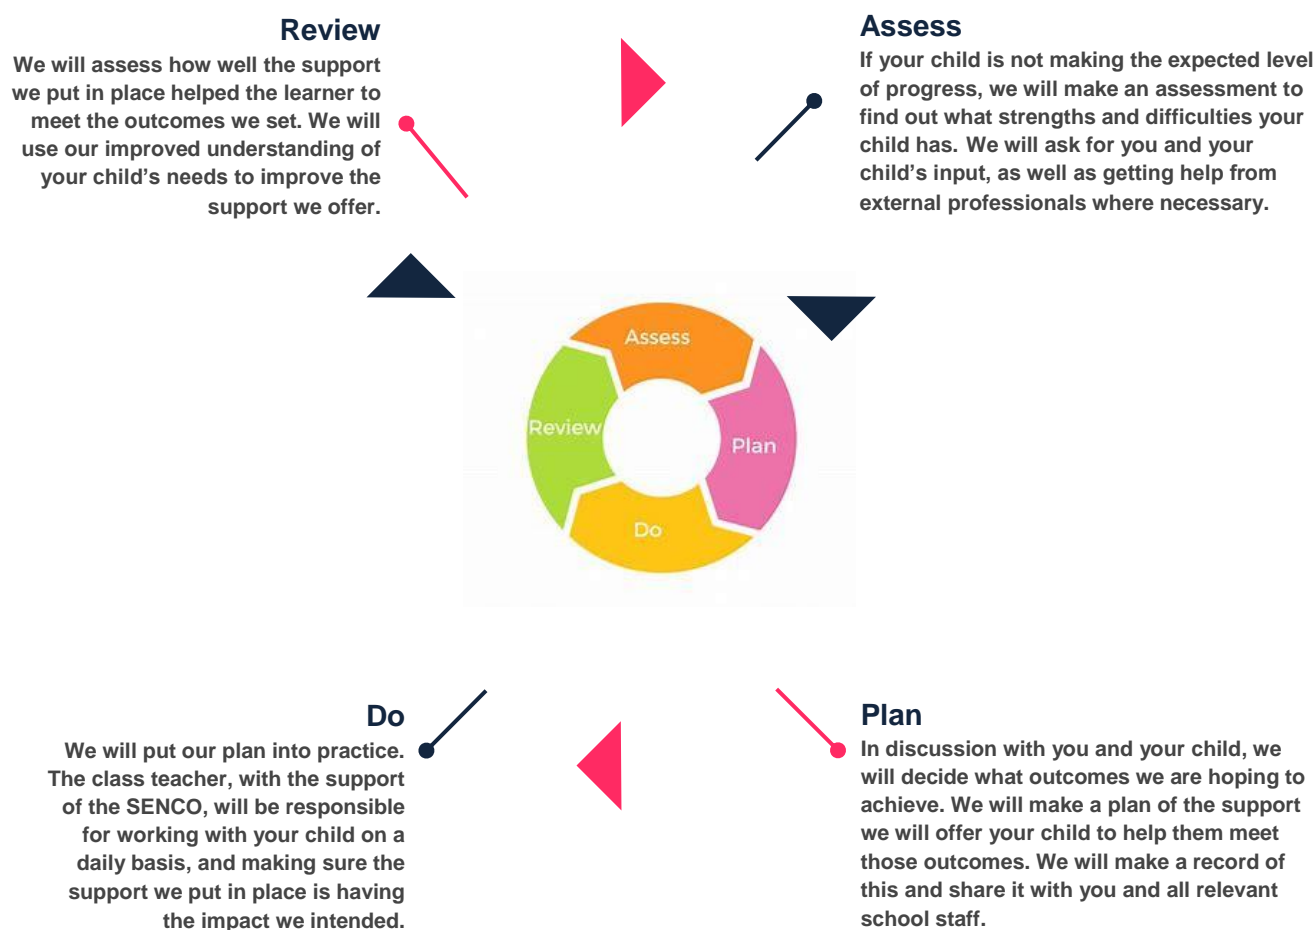 Review
We will assess how well the support
we put in place helped the learner to
meet the outcomes we set. We will
use our improved understanding of
your child’s needs to improve the
support we offer.
Assess
If your child is not making the expected level
of progress, we will make an assessment to
find out what strengths and difficulties your
child has. We will ask for you and your
child’s input, as well as getting help from
external professionals where necessary.
Assess
Review
Plan
Do
Do
We will put our plan into practice.
The class teacher, with the support
of the SENCO, will be responsible
for working with your child on a
daily basis, and making sure the
support we put in place is having
the impact we intended.
Plan
In discussion with you and your child, we
will decide what outcomes we are hoping to
achieve. We will make a plan of the support
we will offer your child to help them meet
those outcomes. We will make a record of
this and share it with you and all relevant
school staff.